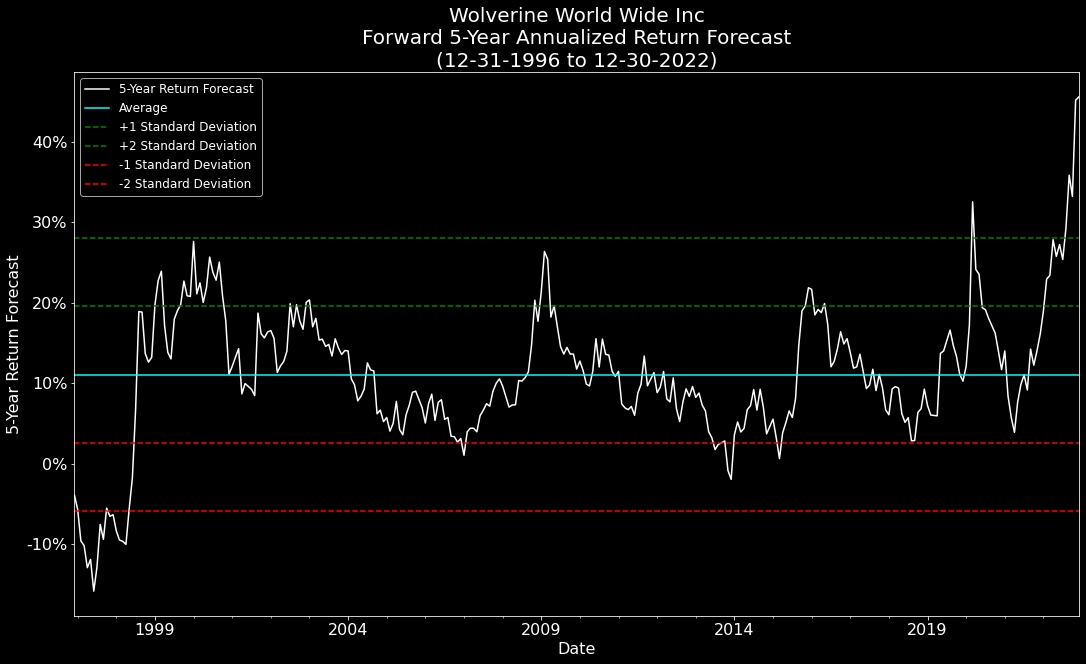 Wolverine World Wide Inc
Forward 5-Year Annualized Return Forecast
(12-31-1996 to 12-30-2022)
5-Year Return Forecast
Average
+1 Standard Deviation
+2 Standard Deviation
-1 Standard Deviation
-2 Standard Deviation
5-Year Return Forecast
40%
30%
20%
10%
0%
-10%
1999
2004
2009
2014
2019
Date